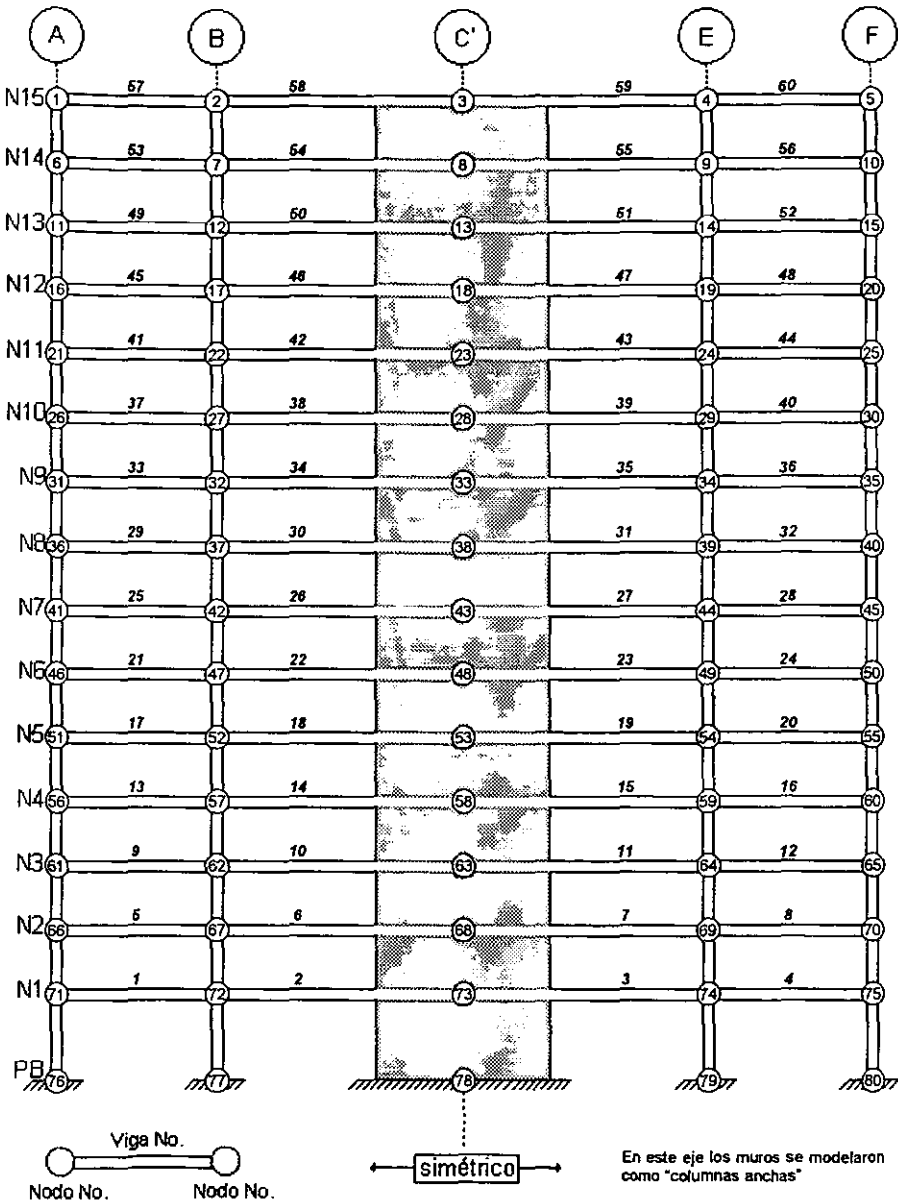 A B C' E F
57 58 59 60
N15 1 2 3 4 5
53 54 55 56
N14 6 7 8 9 10
49 50 51 52
N13 11 12 13 14 15
45 46 47 48
N12 16 17 18 19 20
41 42 43 44
N11 21 22 23 24 25
37 38 39 40
N10 26 27 28 29 30
33 34 35 36
N9 31 32 33 34 35
29 30 31 32
N8 36 37 38 39 40
25 26 27 28
N7 41 42 43 44 45
21 22 23 24
N6 46 47 48 49 50
17 18 19 20
N5 51 52 53 54 55
13 14 15 16
N4 56 57 58 59 60
9 10 11 12
N3 61 62 63 64 65
5 6 7 8
N2 66 67 68 69 70
1 2 3 4
N1 71 72 73 74 75
PB 76 77 78 79 80
Viga No.
Nodo No. Nodo No.
simétrico
En este eje los muros se modelaron
como "columnas anchas"